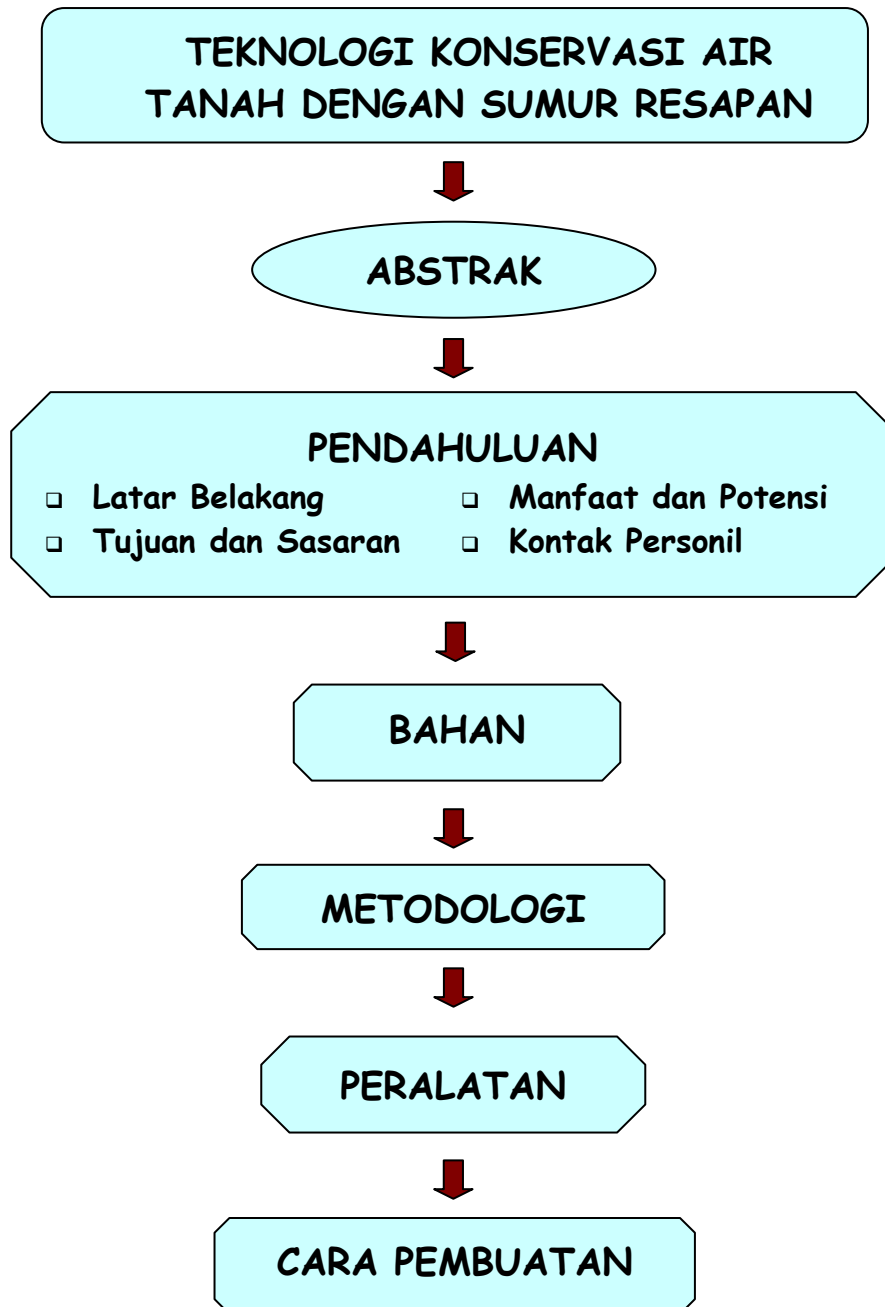 TEKNOLOGI KONSERVASI AIR
TANAH DENGAN SUMUR RESAPAN
ABSTRAK
PENDAHULUAN
❑ Latar Belakang
❑ Tujuan dan Sasaran
❑ Manfaat dan Potensi
❑ Kontak Personil
BAHAN
METODOLOGI
PERALATAN
CARA PEMBUATAN